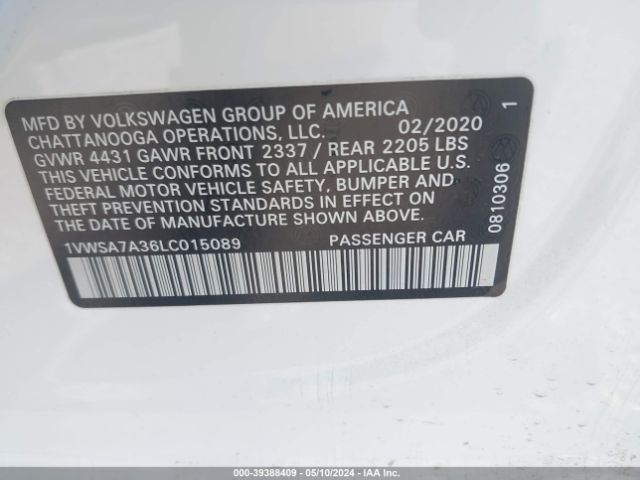 MFD BY VOLKSWAGEN GROUP OF AMERICA
CHATTANOOGA OPERATIONS, LLC. 02/2020
GVWR 4431 GAWR FRONT 2337 / REAR 2205 LBS
THIS VEHICLE CONFORMS TO ALL APPLICABLE U.S.
FEDERAL MOTOR VEHICLE SAFETY, BUMPER AND
THEFT PREVENTION STANDARDS IN EFFECT ON
THE DATE OF MANUFACTURE SHOWN ABOVE.
1VWSA7A36LC015089 PASSENGER CAR
0810306 1
000-39388409 - 05/10/2024 - IAA Inc.